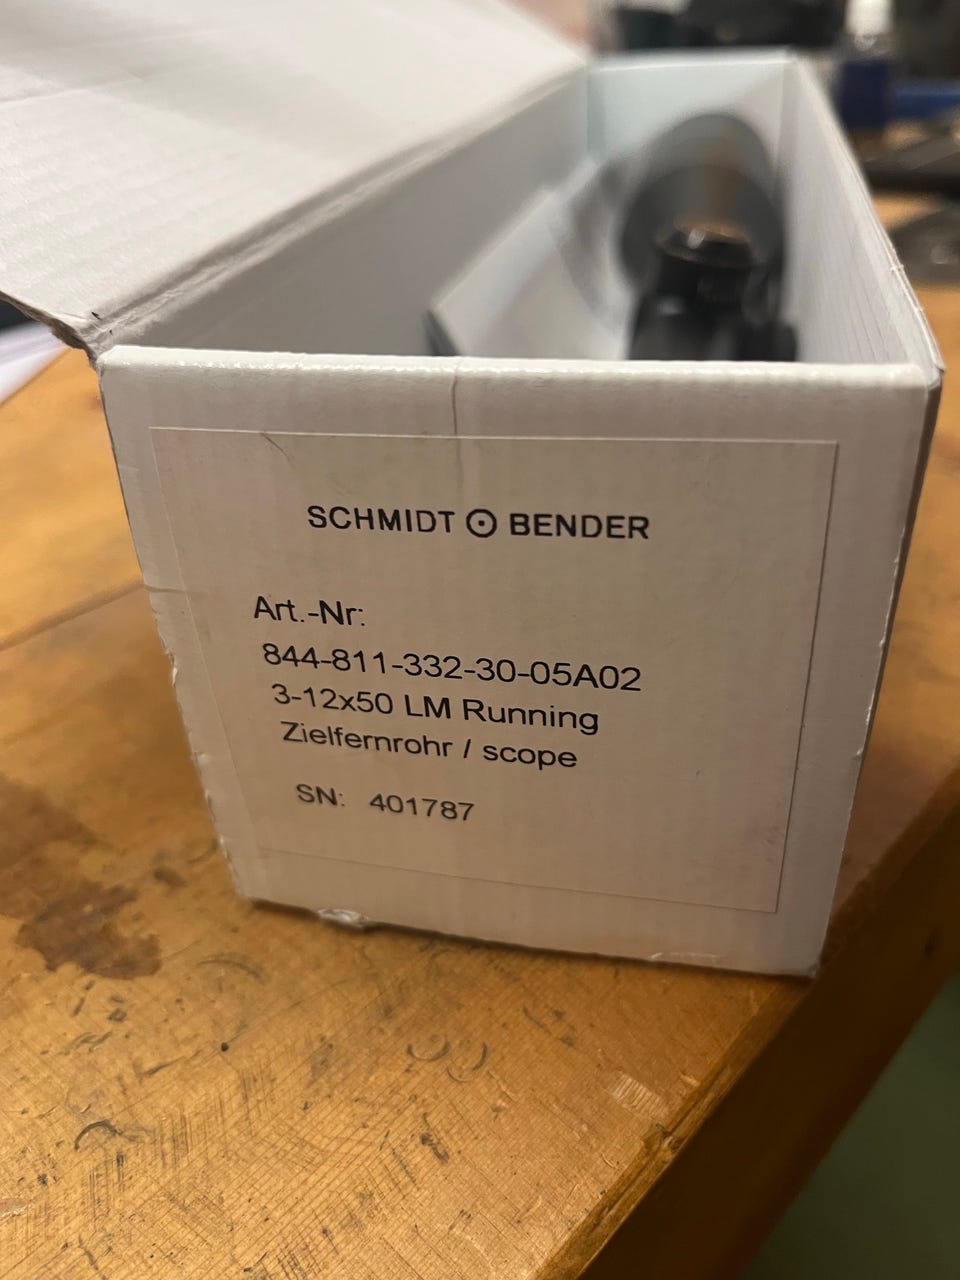 SCHMIDT BENDER
Art.-Nr:
844-811-332-30-05A02
3-12x50 LM Running
Zielfernrohr / scope
SN: 401787